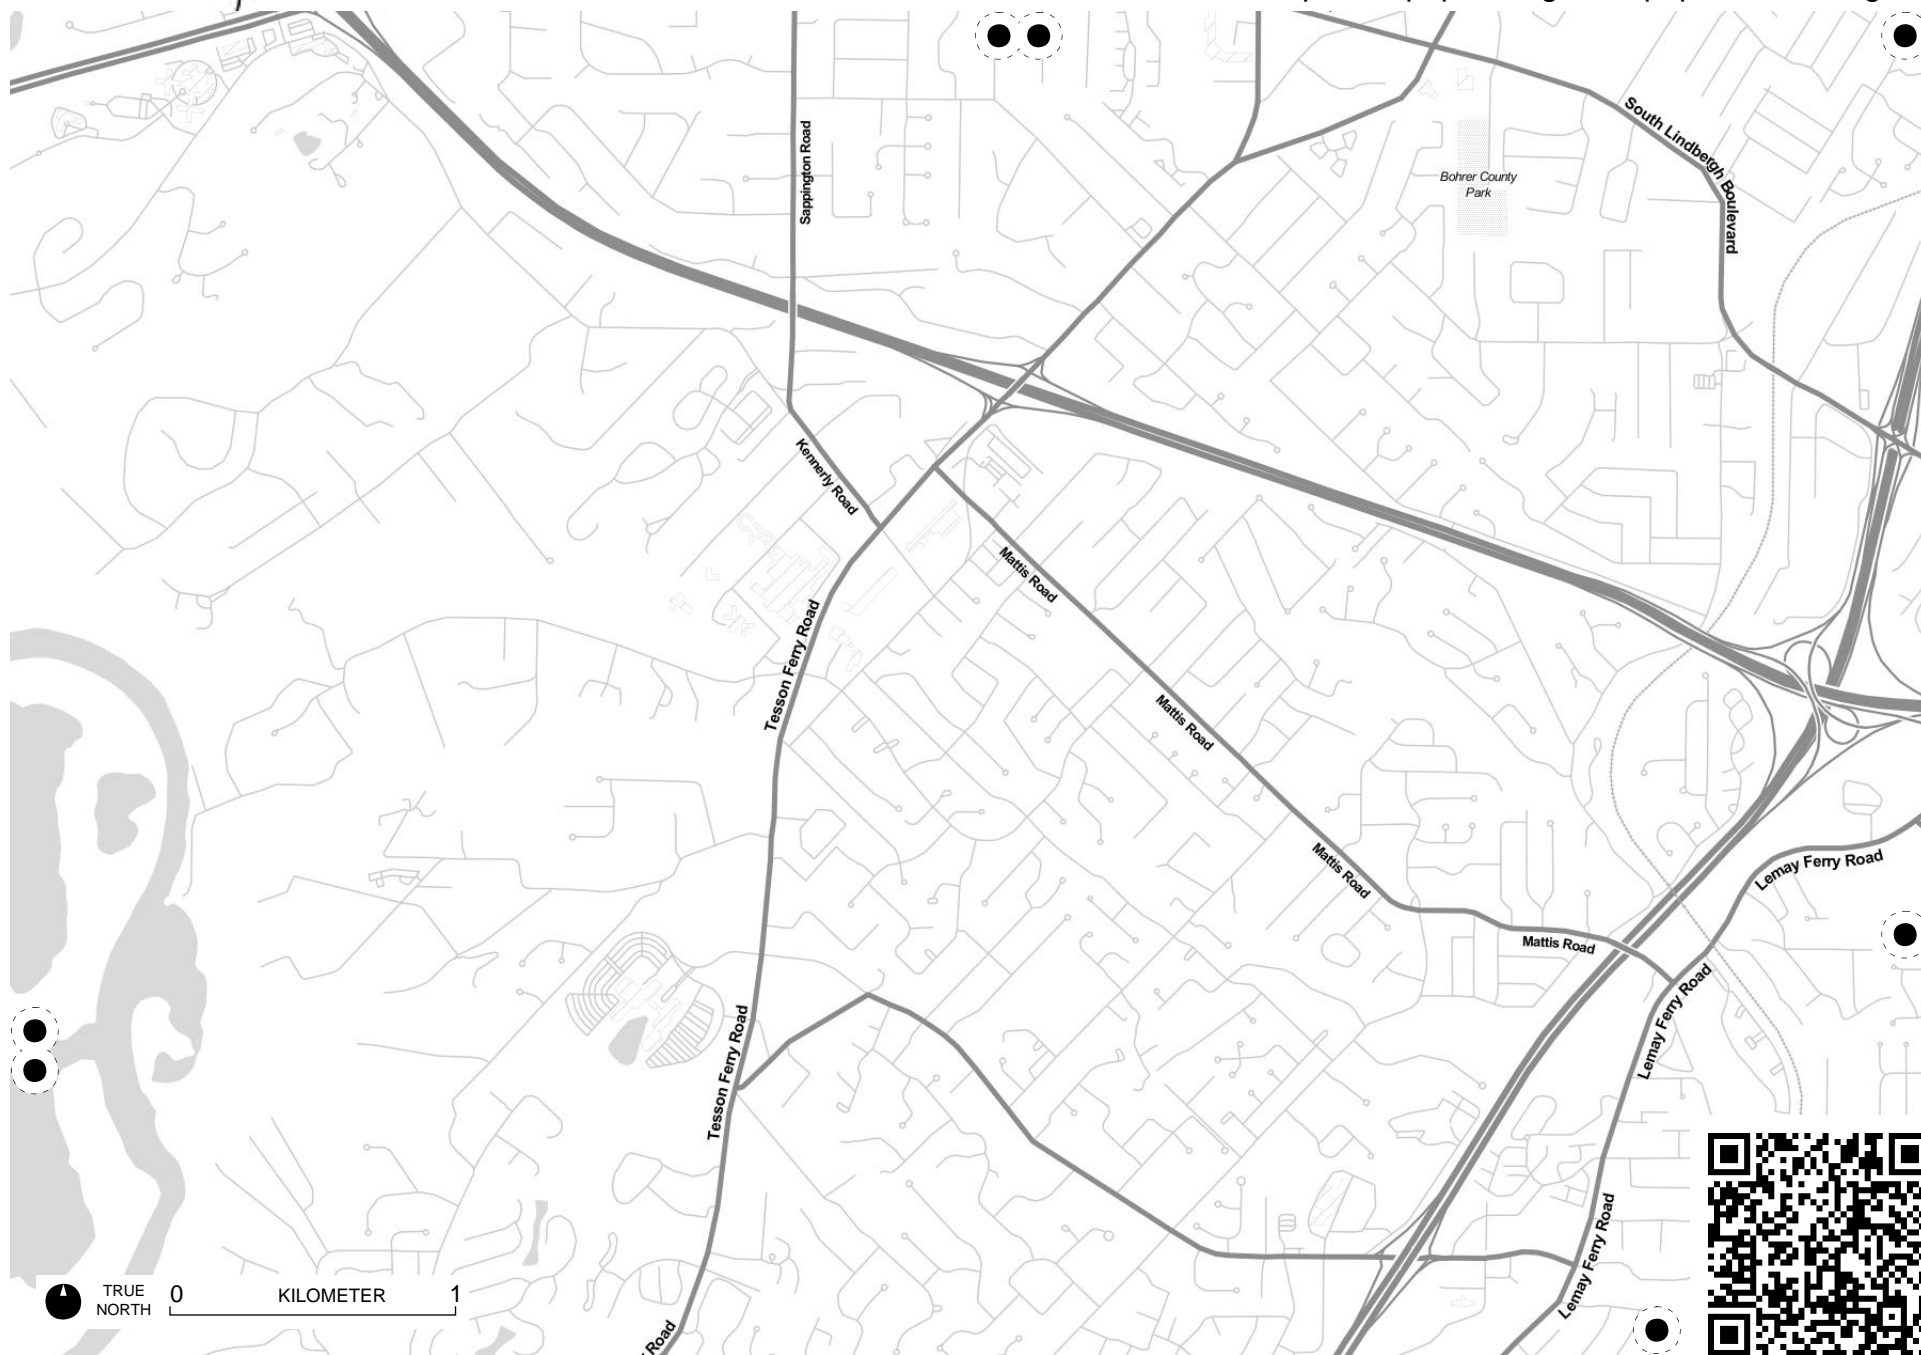 Sappington Road
South Lindbergh Boulevard
Bohrer County
Park
Kennerly Road
Mattis Road
Tesson Ferry Road
Mattis Road
Mattis Road
Lemay Ferry Road
Mattis Road
Lemay Ferry Road
Tesson Ferry Road
Lemay Ferry Road
TRUE
NORTH
0 KILOMETER 1
Road